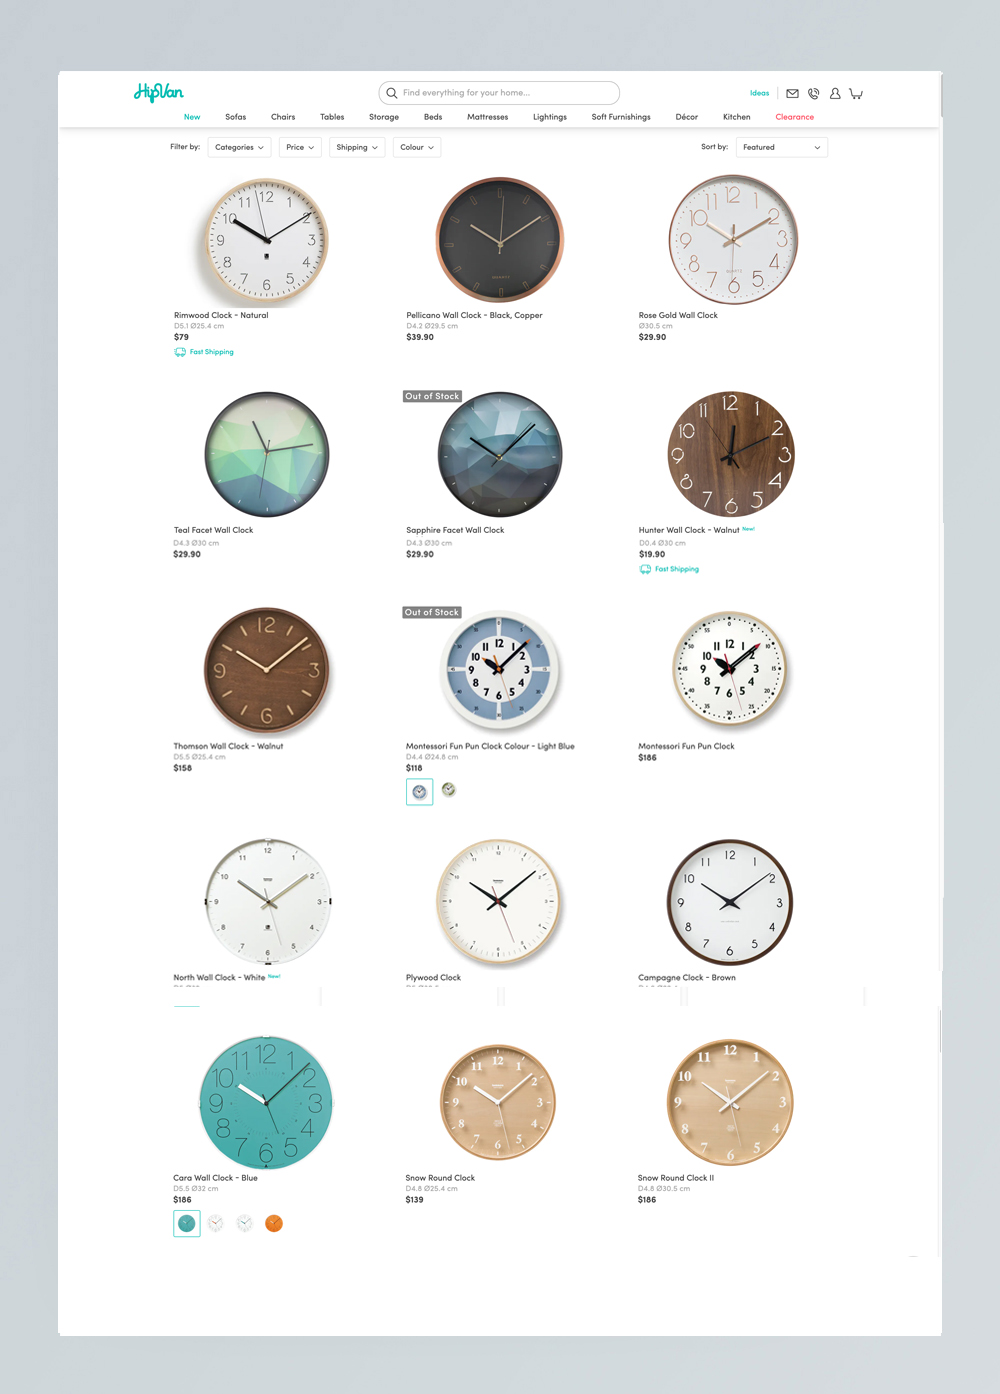 HipVan
Find everything for your home...
Ideas
New Sofas Chairs Tables Storage Beds Mattresses Lightings Soft Furnishings Décor Kitchen Clearance
Filter by: Categories Price Shipping Colour Sort by: Featured
Rimwood Clock - Natural
D5.1 Ø25.4 cm
$79
Fast Shipping
Pellicano Wall Clock - Black, Copper
D4.2 Ø29.5 cm
$39.90
Rose Gold Wall Clock
Ø30.5 cm
$29.90
Teal Facet Wall Clock
D4.3 Ø30 cm
$29.90
Out of Stock
Sapphire Facet Wall Clock
D4.3 Ø30 cm
$29.90
Hunter Wall Clock - Walnut New!
D0.4 Ø30 cm
$19.90
Fast Shipping
Thomson Wall Clock - Walnut
D5.5 Ø25.4 cm
$158
Out of Stock
Montessori Fun Pun Clock Colour - Light Blue
D4.4 Ø24.8 cm
$118
Montessori Fun Pun Clock
$186
North Wall Clock - White New!
Plywood Clock
Campagne Clock - Brown
Cara Wall Clock - Blue
D5.5 Ø32 cm
$186
Snow Round Clock
D4.8 Ø25.4 cm
$139
Snow Round Clock II
D4.8 Ø30.5 cm
$186